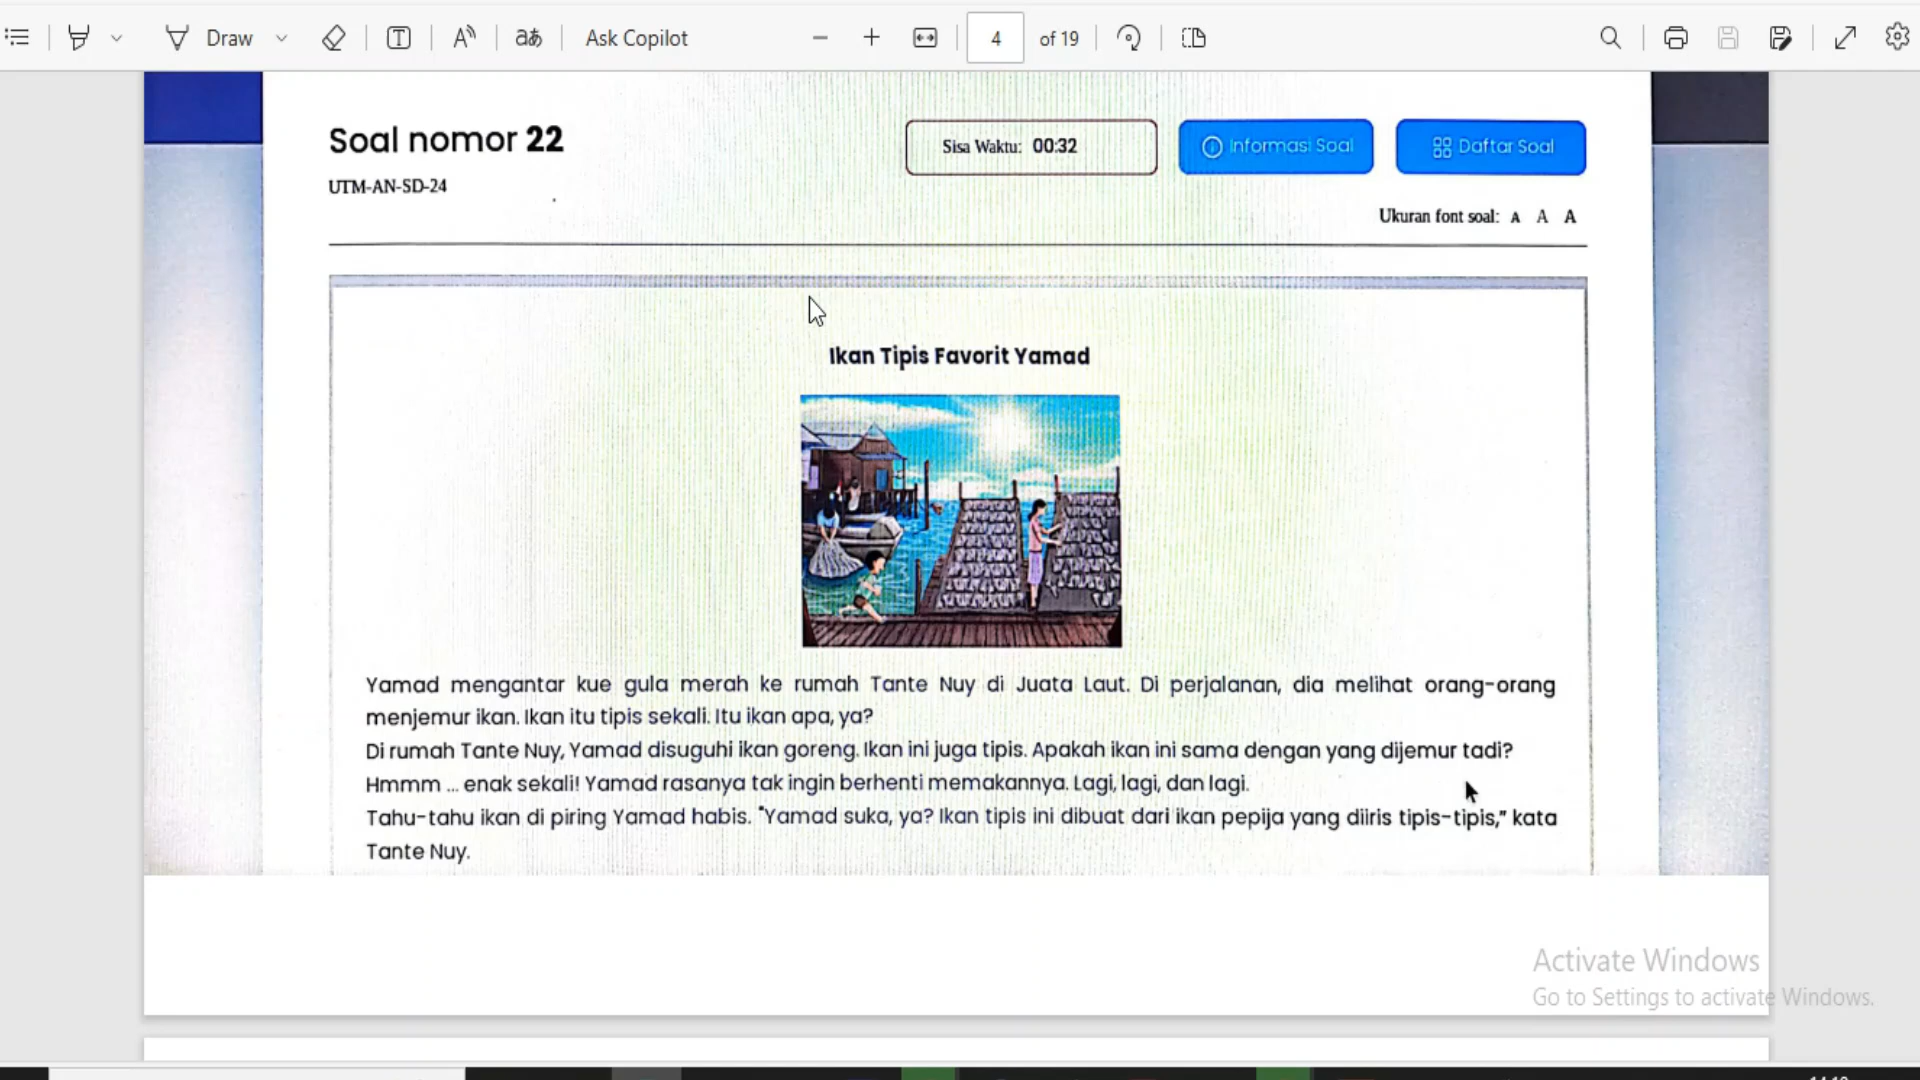 Draw
Ask Copilot
4 of 19
Soal nomor 22
UTM-AN-SD-24
Sisa Waktu: 00:32
Informasi Soal
Daftar Soal
Ukuran font soal: A A A
Ikan Tipis Favorit Yamad
Yamad mengantar kue gula merah ke rumah Tante Nuy di Juata Laut. Di perjalanan, dia melihat orang-orang
menjemur ikan. Ikan itu tipis sekali. Itu ikan apa, ya?
Di rumah Tante Nuy, Yamad disuguhi ikan goreng. Ikan ini juga tipis. Apakah ikan ini sama dengan yang dijemur tadi?
Hmmm ... enak sekali! Yamad rasanya tak ingin berhenti memakannya. Lagi, lagi, dan lagi.
Tahu-tahu ikan di piring Yamad habis. "Yamad suka, ya? Ikan tipis ini dibuat dari ikan pepija yang diiris tipis-tipis," kata
Tante Nuy.
Activate Windows
Go to Settings to activate Windows.